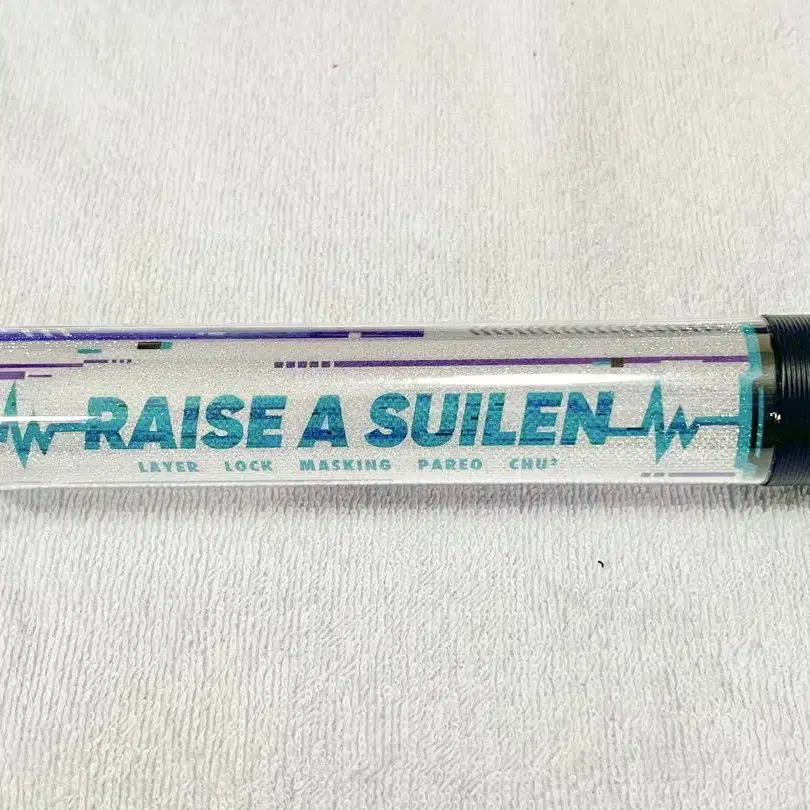 RAISE A SUILEN
LAYER LOCK MASKING PAREO CHU²